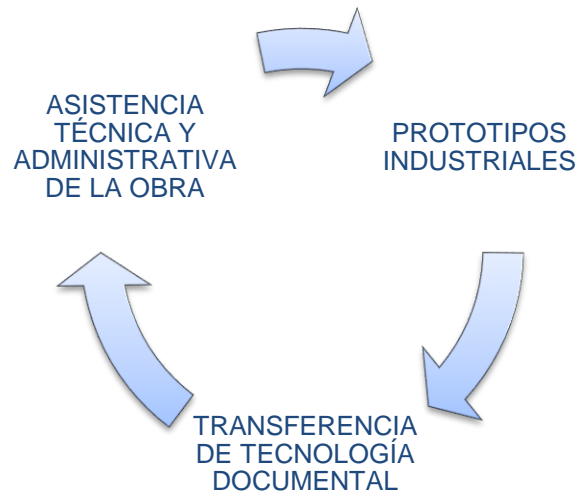 ASISTENCIA
TÉCNICA Y
ADMINISTRATIVA
DE LA OBRA
PROTOTIPOS
INDUSTRIALES
TRANSFERENCIA
DE TECNOLOGÍA
DOCUMENTAL